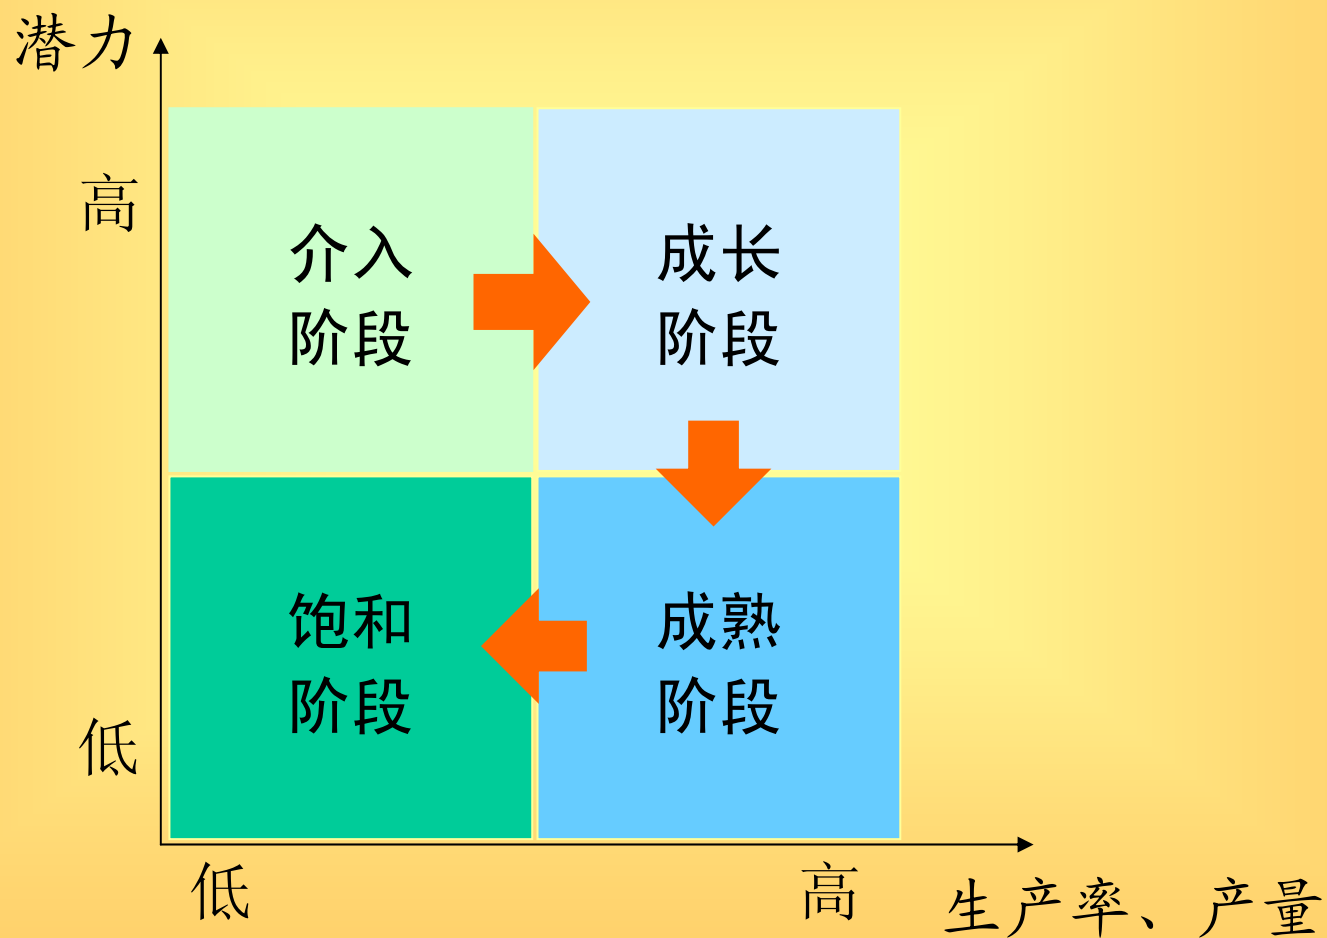 潜力
高
介入
阶段
成长
阶段
饱和
阶段
成熟
阶段
低
低
高
生产率、产量